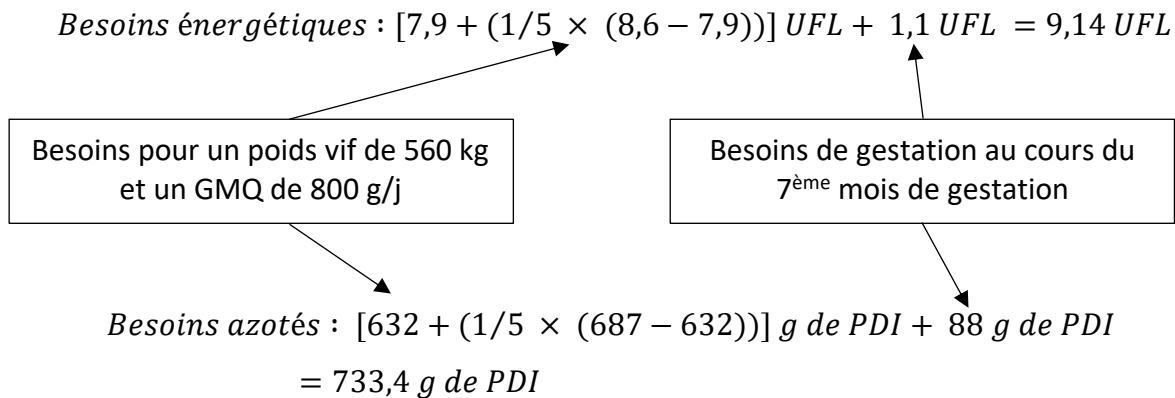 Besoins énergétiques : [7,9 + (1/5 × (8,6 − 7,9))] UFL + 1,1 UFL = 9,14 UFL
Besoins pour un poids vif de 560 kg
et un GMQ de 800 g/j
Besoins de gestation au cours du
7ème mois de gestation
Besoins azotés : [632 + (1/5 × (687 − 632))] g de PDI + 88 g de PDI
= 733,4 g de PDI